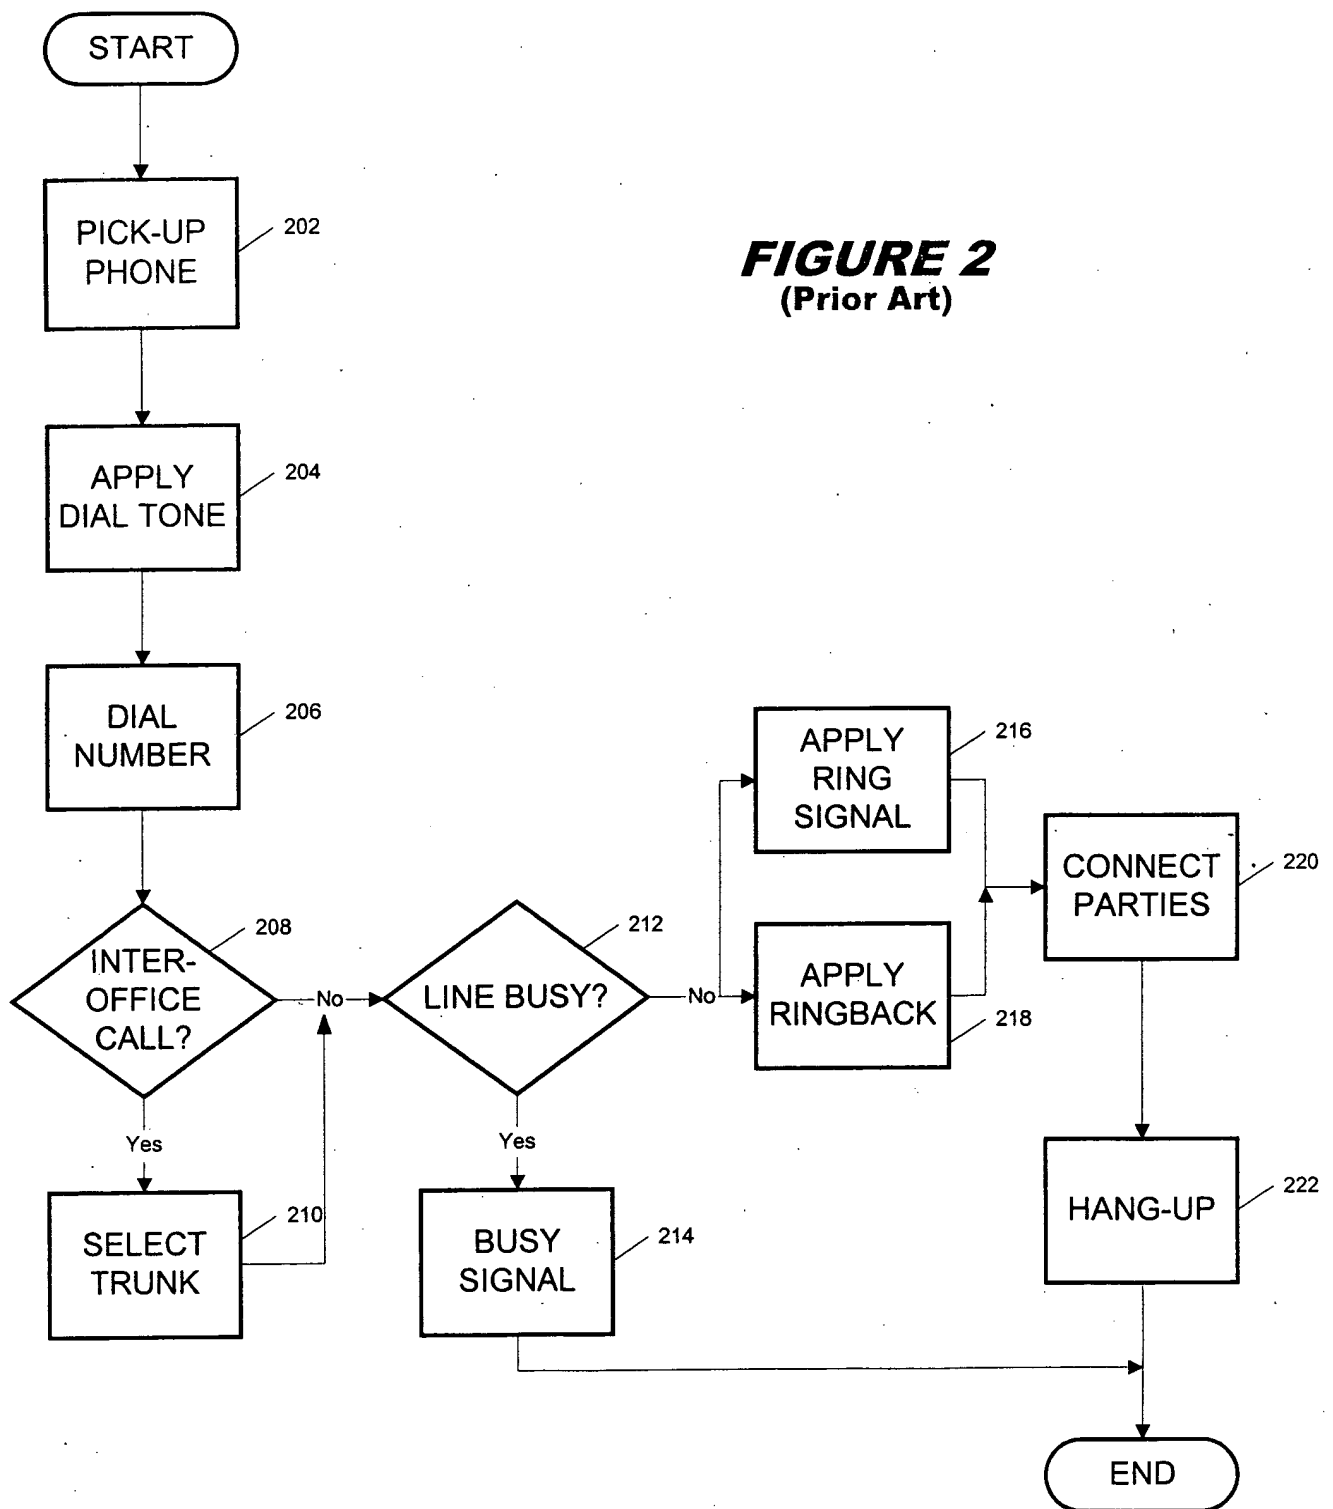 START
PICK-UP
PHONE
202
FIGURE 2
(Prior Art)
APPLY
DIAL TONE
204
DIAL
NUMBER
206
APPLY
RING
SIGNAL
216
CONNECT
PARTIES
220
INTER-
OFFICE
CALL?
208
No
LINE BUSY?
212
No
APPLY
RINGBACK
218
Yes
Yes
SELECT
TRUNK
210
BUSY
SIGNAL
214
HANG-UP
222
END